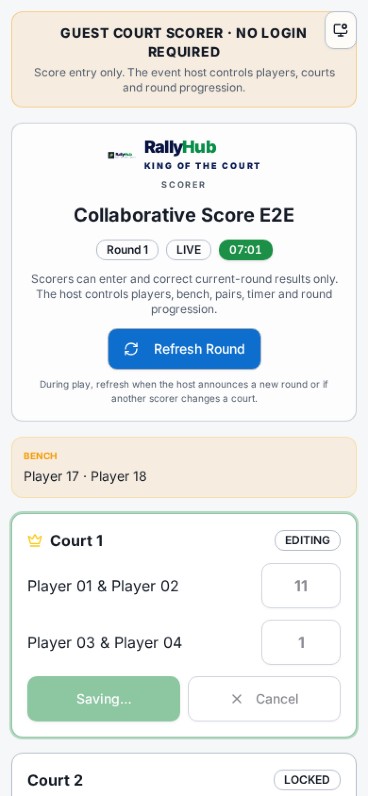 GUEST COURT SCORER · NO LOGIN
REQUIRED
Score entry only. The event host controls players, courts
and round progression.
RallyHub
RallyHub
KING OF THE COURT
SCORER
Collaborative Score E2E
Round 1
LIVE
07:01
Scorers can enter and correct current-round results only.
The host controls players, bench, pairs, timer and round
progression.
Refresh Round
During play, refresh when the host announces a new round or if
another scorer changes a court.
BENCH
Player 17 · Player 18
Court 1
EDITING
Player 01 & Player 02
11
Player 03 & Player 04
1
Saving...
Cancel
Court 2
LOCKED